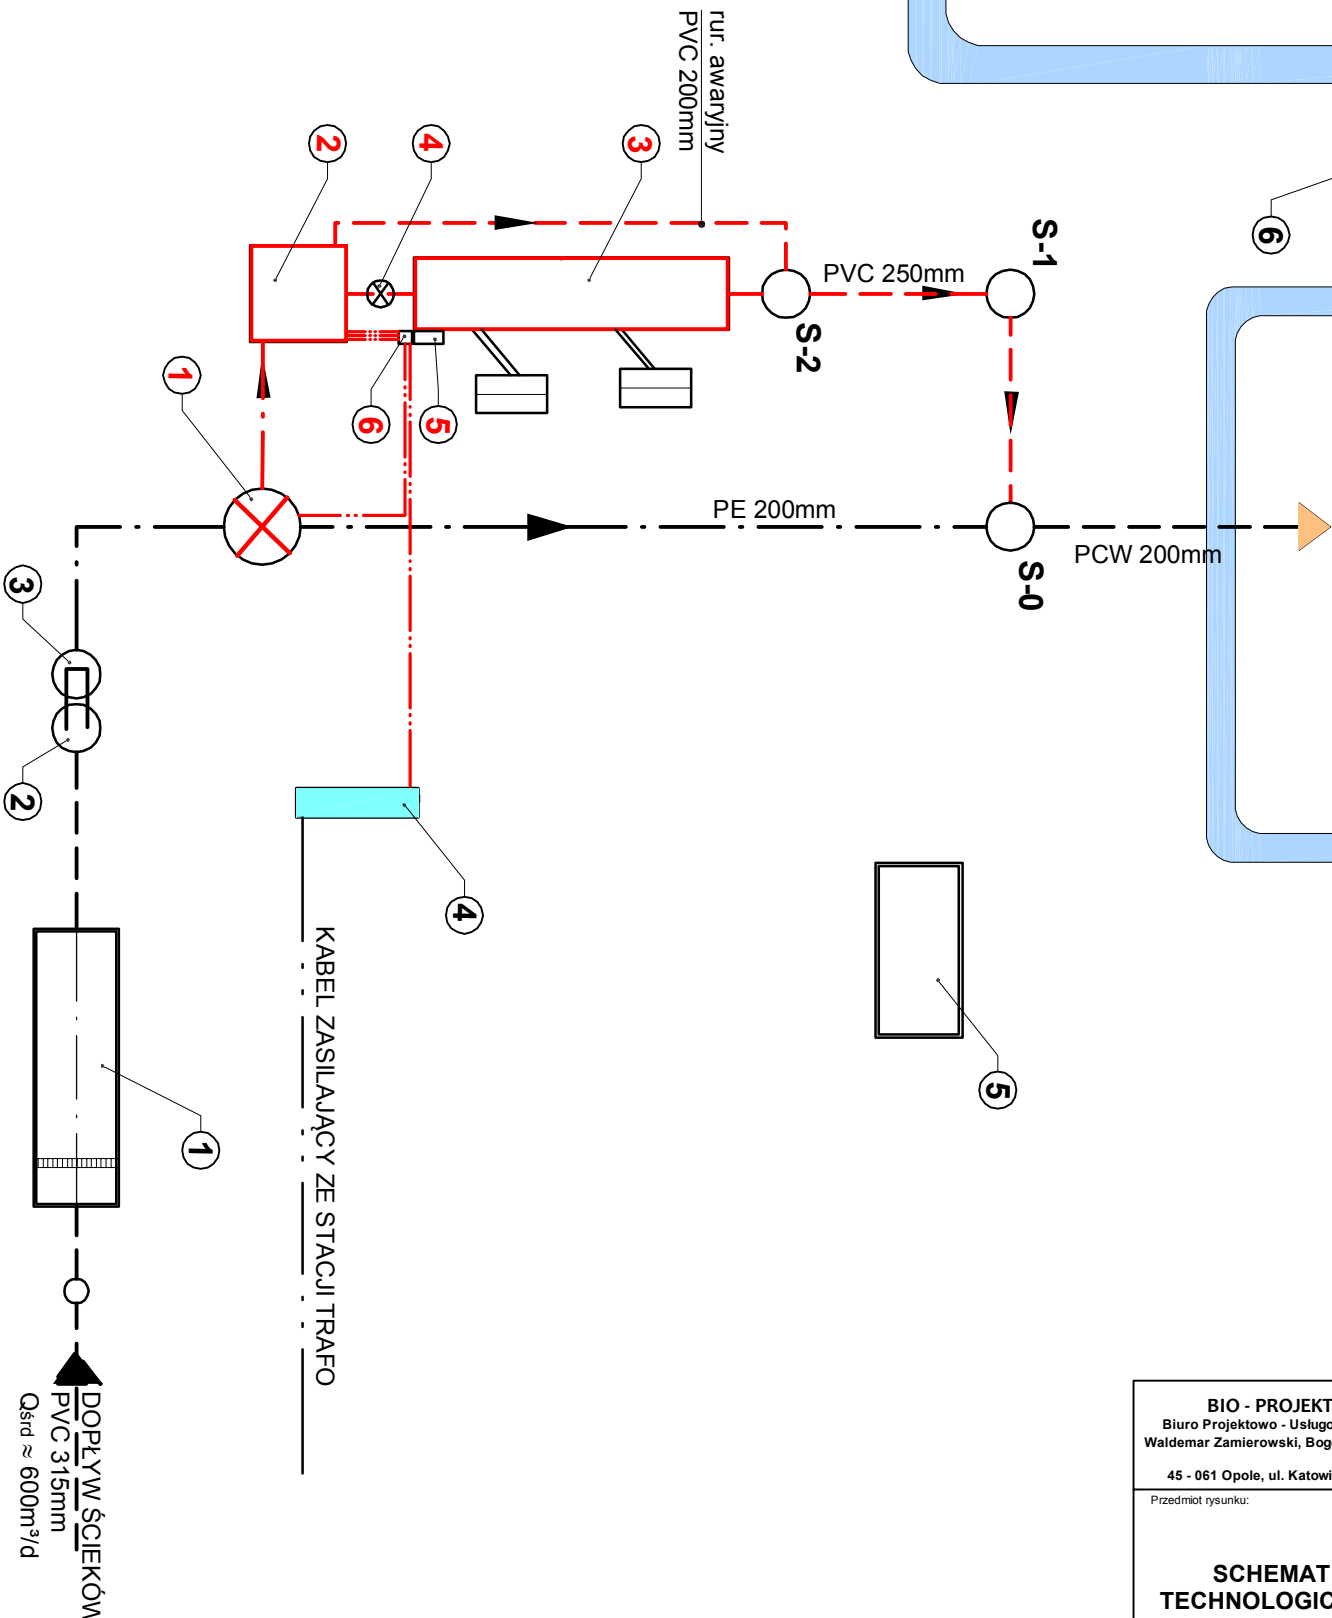 rur. awaryjny
PVC 200mm
2
4
3
S-1
6
PVC 250mm
S-2
1
6
5
PE 200mm
S-0
PCW 200mm
3
2
4
KABEL ZASILAJĄCY ZE STACJI TRAFO
5
1
DOPŁYW ŚCIEKÓW
PVC 315mm
Qśrd ≈ 600m³/d
BIO - PROJEKT
Biuro Projektowo - Usługo
Waldemar Zamierowski, Bog
45 - 061 Opole, ul. Katowi
Przedmiot rysunku:
SCHEMAT
TECHNOLOGIC